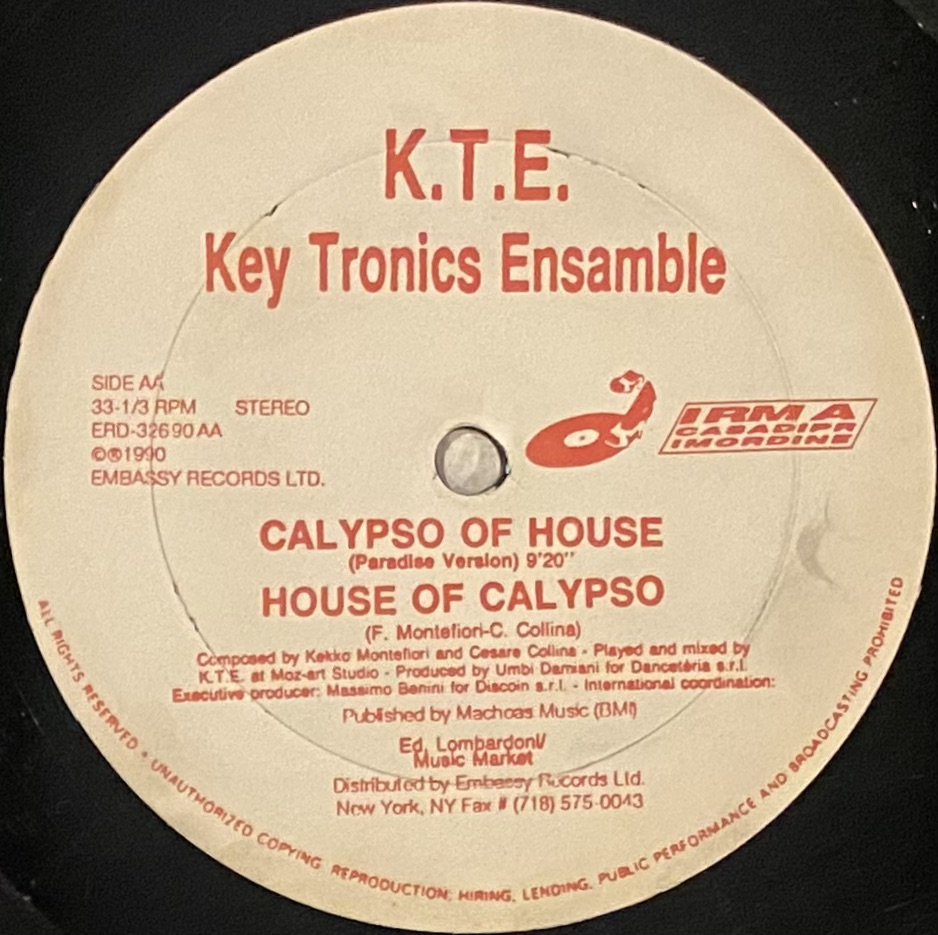 K.T.E.
Key Tronics Ensamble
SIDE AA
33-1/3 RPM STEREO
ERD-32690 AA
©®1990
EMBASSY RECORDS LTD.
IRMA
CASADIPR
IMORDINE
CALYPSO OF HOUSE
(Paradise Version) 9'20"
HOUSE OF CALYPSO
(F. Montefiori-C. Collina)
Composed by Kekko Montefiori and Cesare Collina - Played and mixed by
K.T.E. at Moz-art Studio - Produced by Umbi Damiani for Dancetéria s.r.l.
Executive producer: Massimo Benini for Discoin s.r.l. - International coordination:
Published by Machoas Music (BMI)
Ed. Lombardoni/
Music Market
Distributed by Embassy Records Ltd.
New York, NY Fax # (718) 575-0043
ALL RIGHTS RESERVED • UNAUTHORIZED COPYING, REPRODUCTION, HIRING, LENDING, PUBLIC PERFORMANCE AND BROADCASTING PROHIBITED